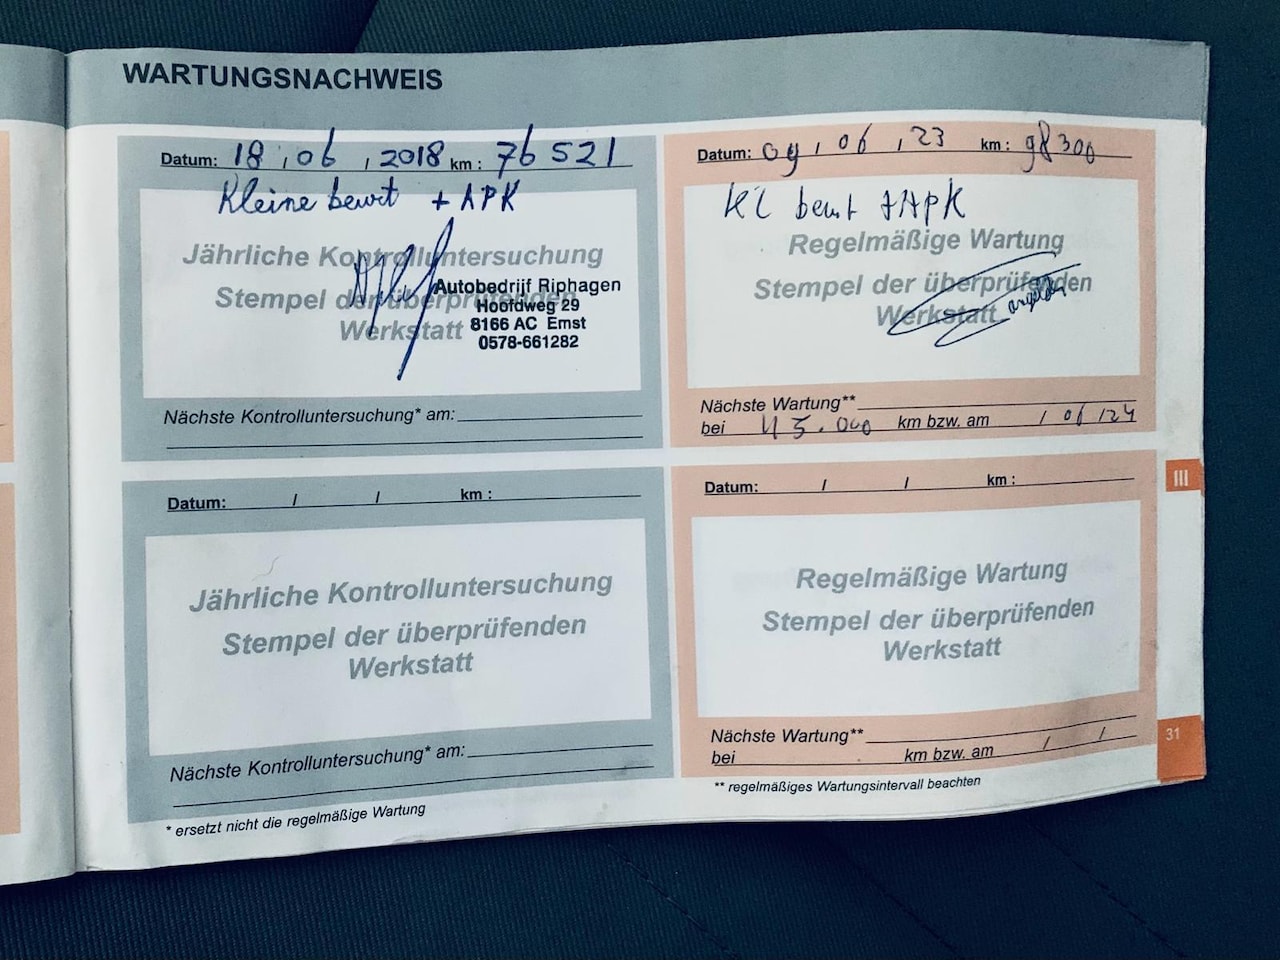 WARTUNGSNACHWEIS
Datum: 18 , 06 , 2018 km : 76 521
Kleine beurt + APK
Jährliche Kontrolluntersuchung
Stempel der überprüfenden
Werkstatt
Autobedrijf Riphagen
Hoofdweg 29
8166 AC Emst
0578-661282
Nächste Kontrolluntersuchung* am:
Datum: 09 , 06 , 23 km : 98 300
KL beurt + APK
Regelmäßige Wartung
Stempel der überprüfenden
Werkstatt
Nächste Wartung**
bei km bzw. am / 06 / 24
Datum: / / km :
Jährliche Kontrolluntersuchung
Stempel der überprüfenden
Werkstatt
Nächste Kontrolluntersuchung* am:
* ersetzt nicht die regelmäßige Wartung
Datum: / / km :
Regelmäßige Wartung
Stempel der überprüfenden
Werkstatt
Nächste Wartung**
bei km bzw. am / /
** regelmäßiges Wartungsintervall beachten
III
31